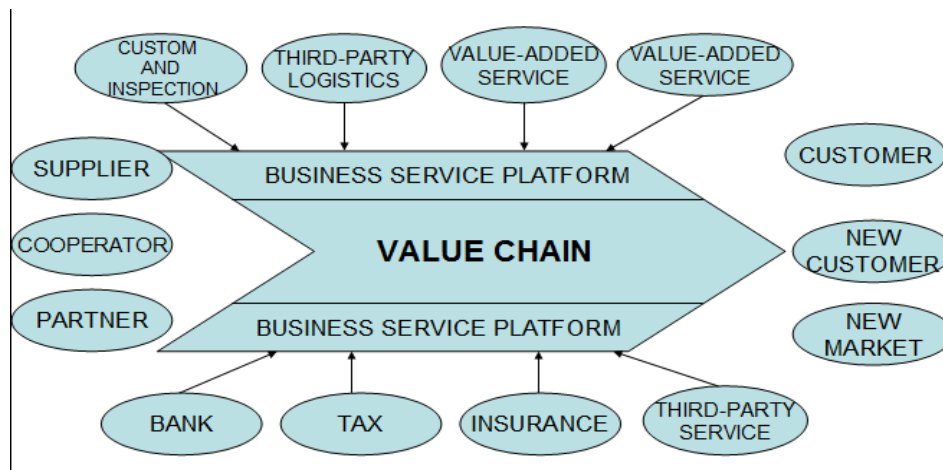 CUSTOM
AND
INSPECTION
THIRD-PARTY
LOGISTICS
VALUE-ADDED
SERVICE
VALUE-ADDED
SERVICE
SUPPLIER
COOPERATOR
PARTNER
BUSINESS SERVICE PLATFORM
VALUE CHAIN
BUSINESS SERVICE PLATFORM
CUSTOMER
NEW
CUSTOMER
NEW
MARKET
BANK
TAX
INSURANCE
THIRD-PARTY
SERVICE